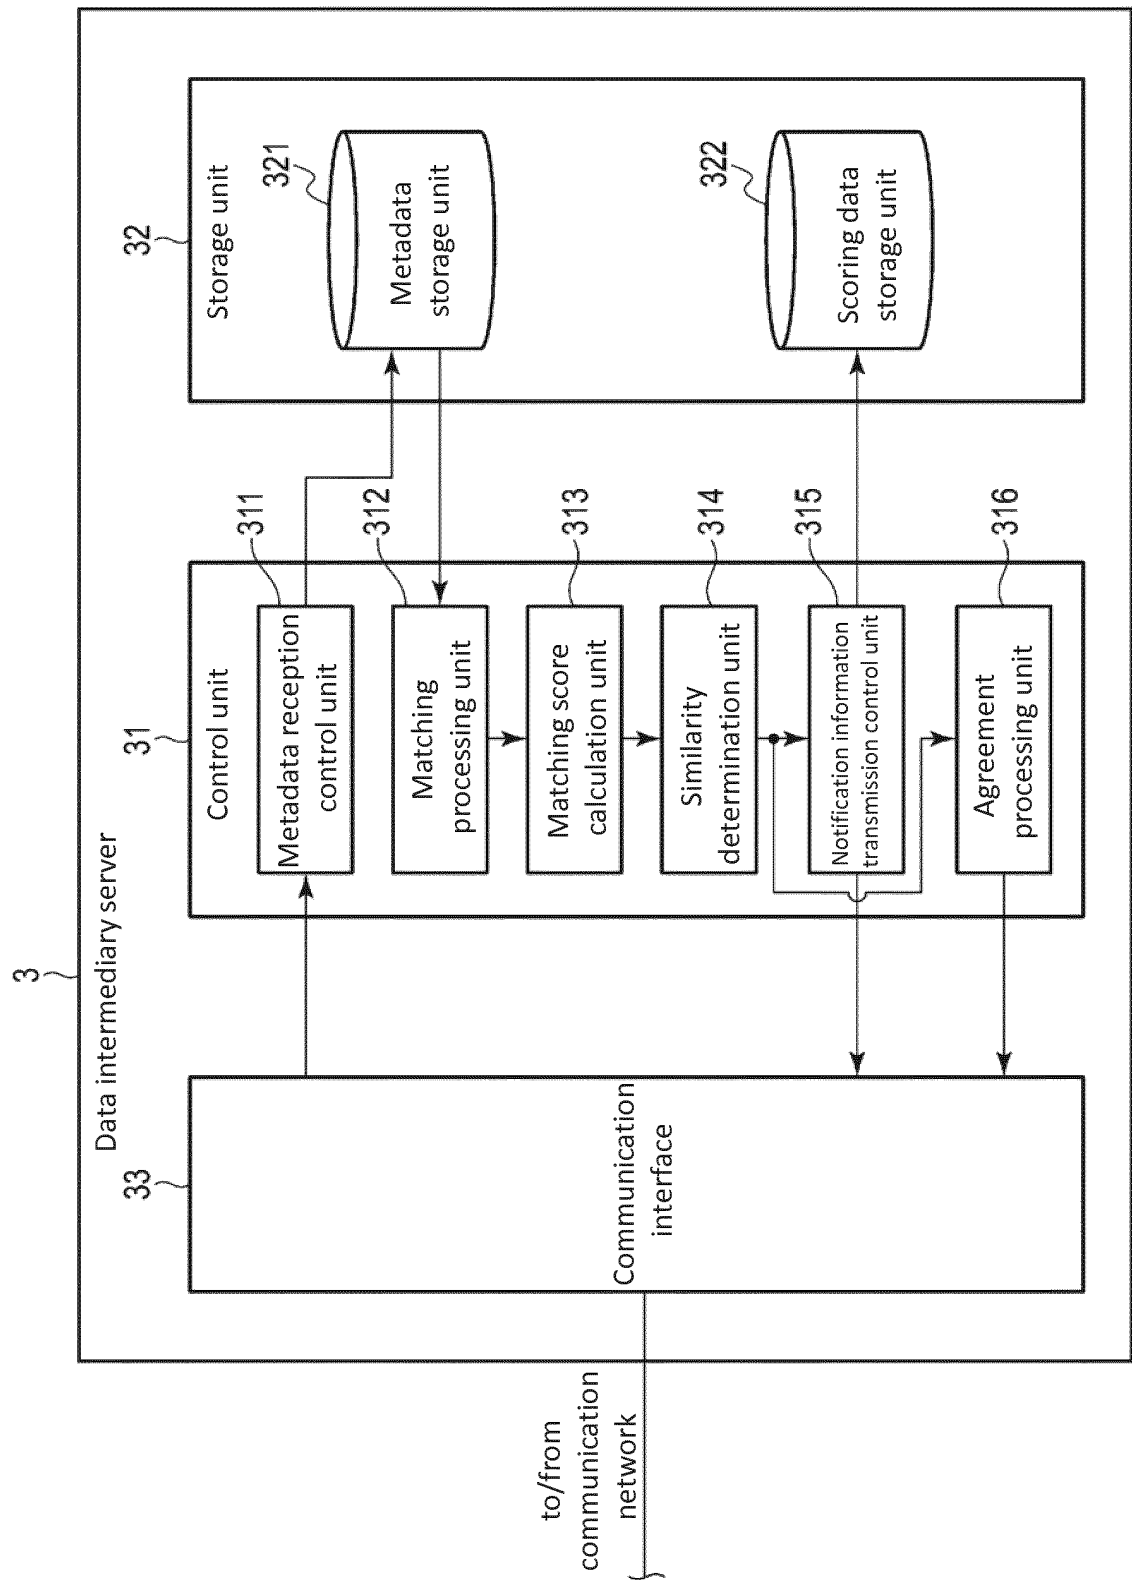 3
Data intermediary server
33
Communication
interface
to/from
communication
network
31
Control unit
311
Metadata reception
control unit
312
Matching
processing unit
313
Matching score
calculation unit
314
Similarity
determination unit
315
Notification information
transmission control unit
316
Agreement
processing unit
32
Storage unit
321
Metadata
storage unit
322
Scoring data
storage unit